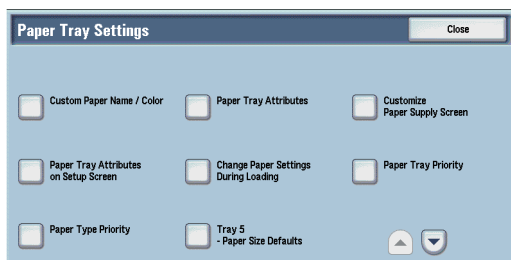 Paper Tray Settings
Close
Custom Paper Name / Color
Paper Tray Attributes
Customize
Paper Supply Screen
Paper Tray Attributes
on Setup Screen
Change Paper Settings
During Loading
Paper Tray Priority
Paper Type Priority
Tray 5
- Paper Size Defaults